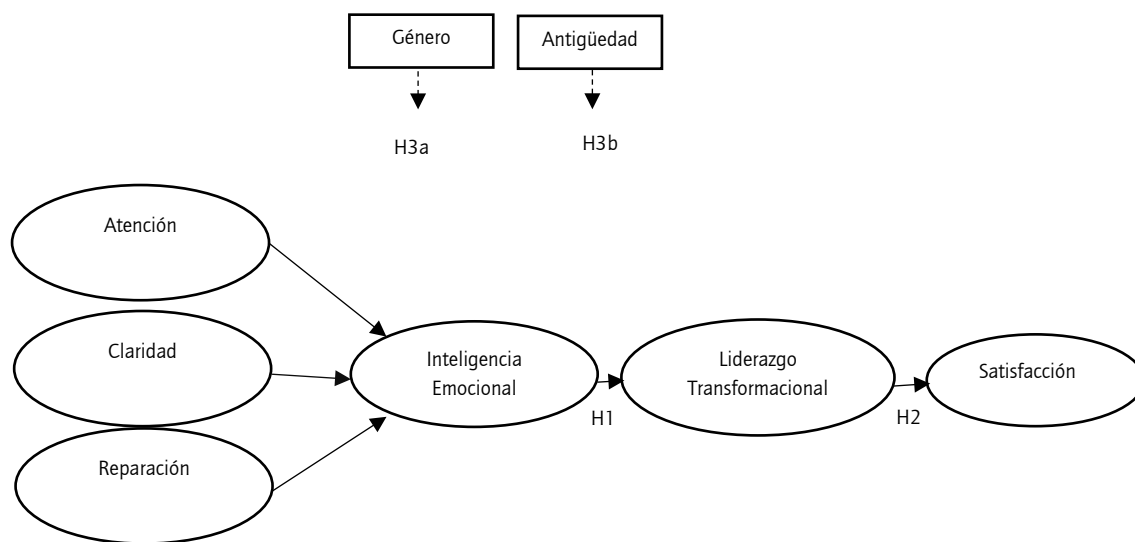 Género
Antigüedad
H3a
H3b
Atención
Claridad
Reparación
Inteligencia
Emocional
H1
Liderazgo
Transformacional
H2
Satisfacción